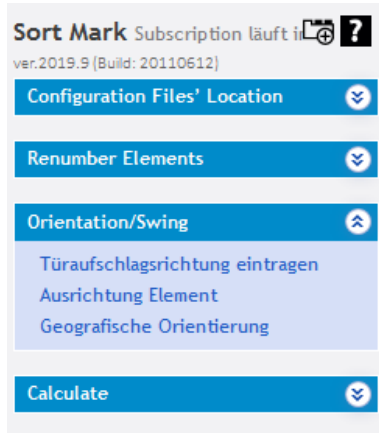 Sort Mark Subscription läuft i
?
ver.2019.9 (Build: 20110612)
Configuration Files' Location
Renumber Elements
Orientation/Swing
Türaufschlagsrichtung eintragen
Ausrichtung Element
Geografische Orientierung
Calculate